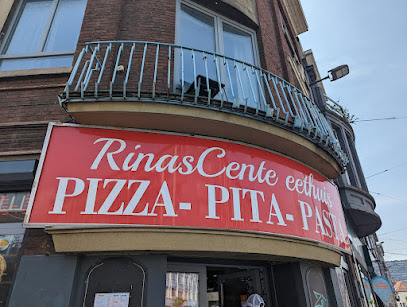 RinasCente eethuis
PIZZA- PITA- PASTA